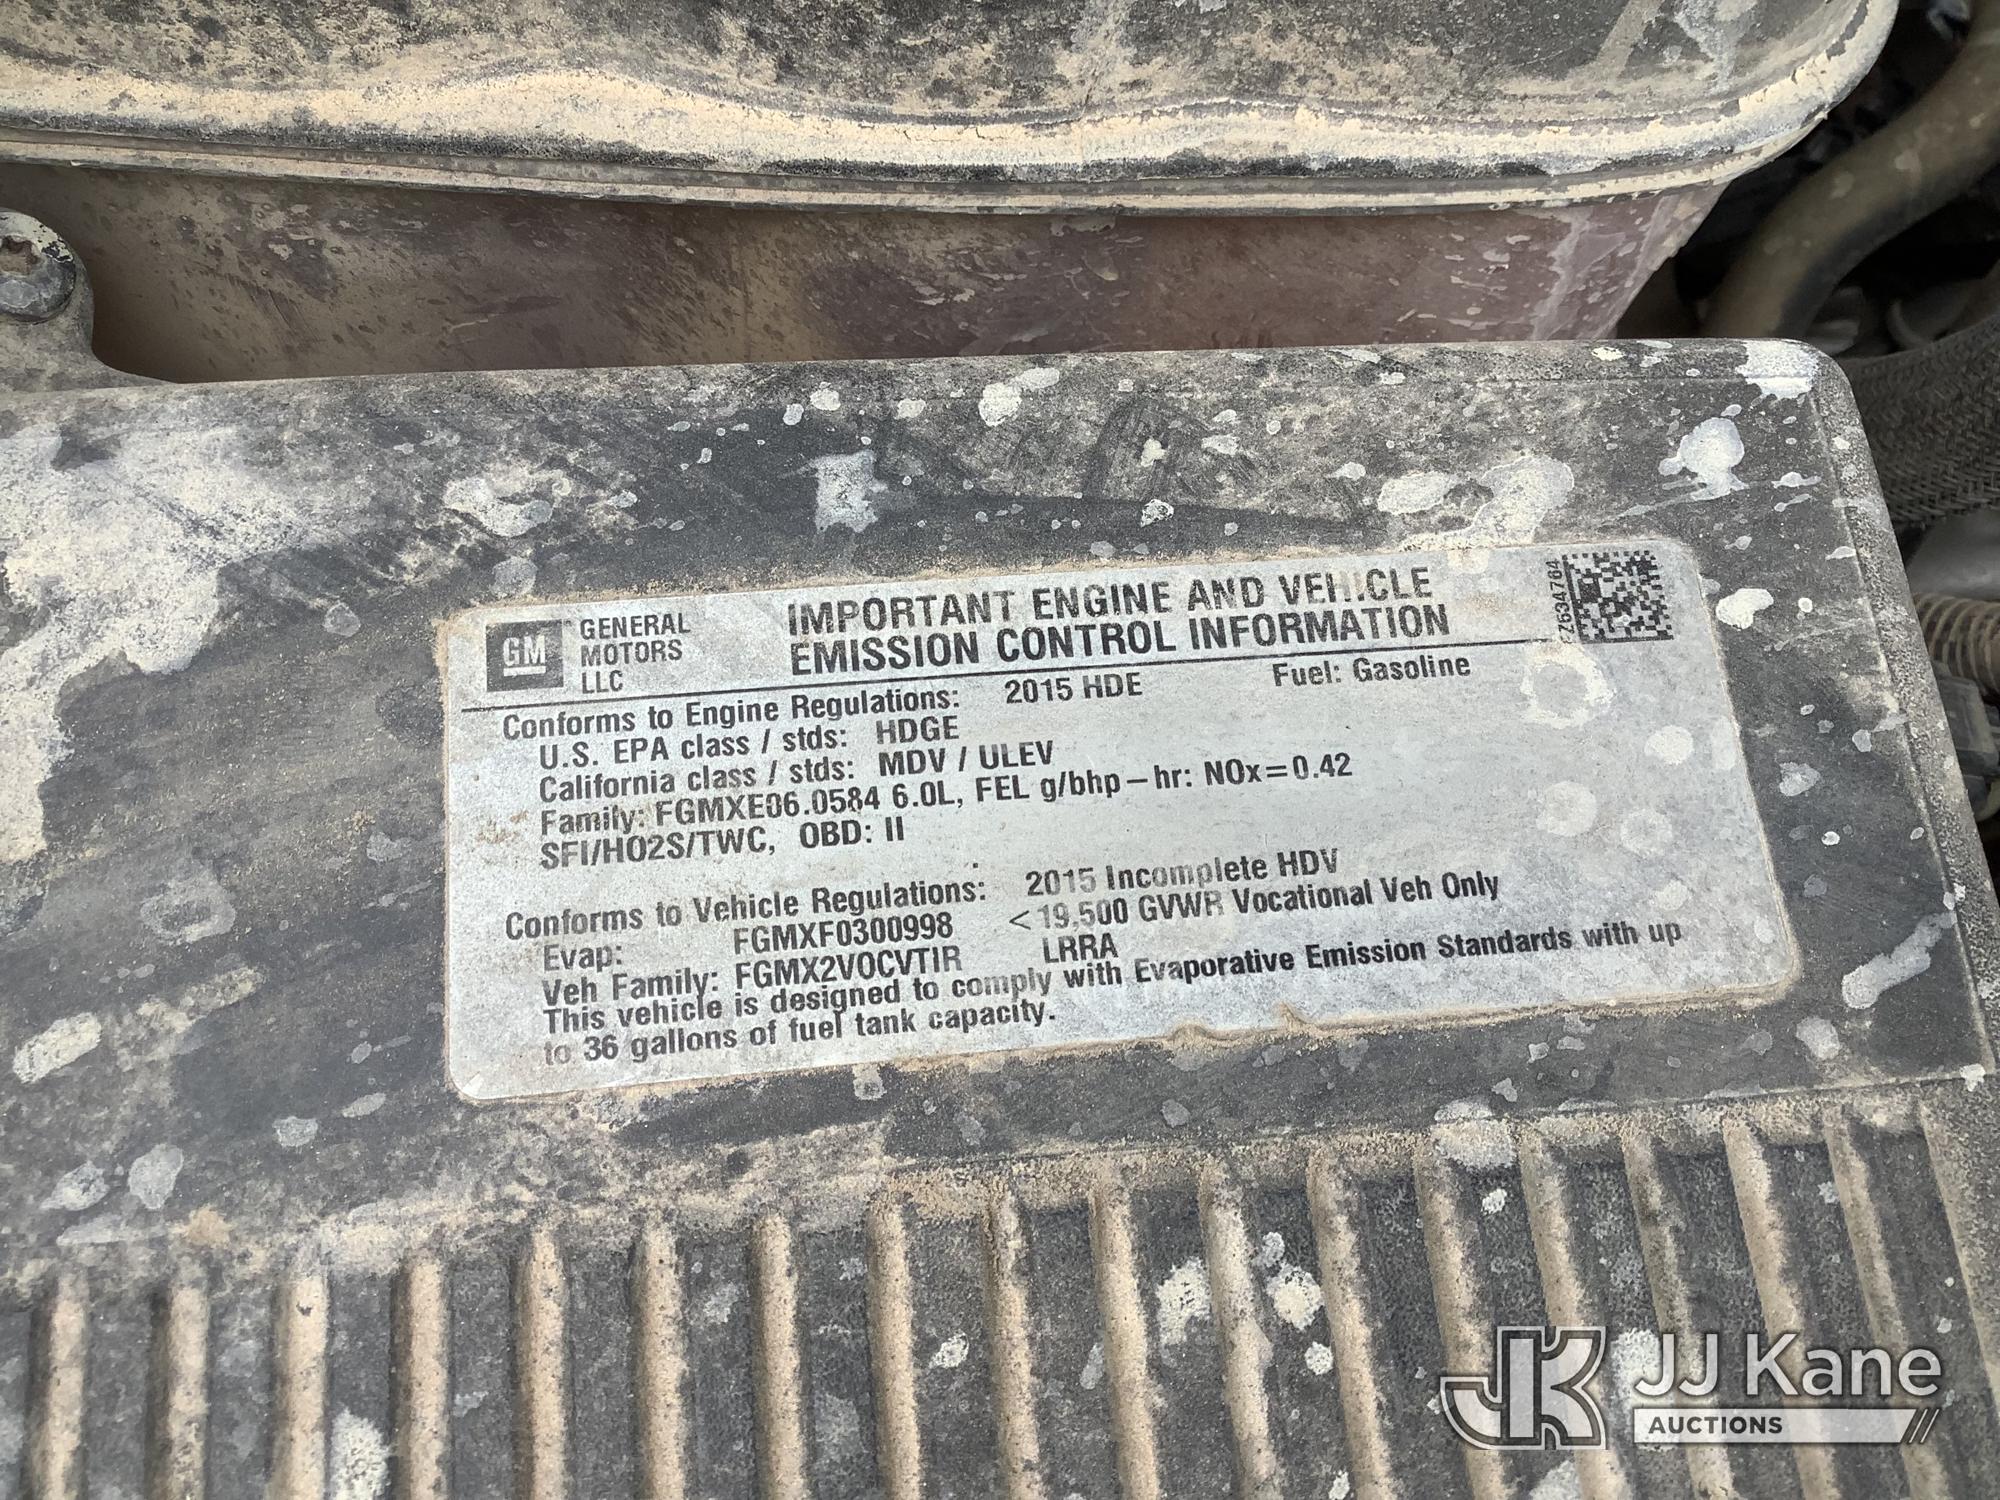 GM GENERAL MOTORS LLC
IMPORTANT ENGINE AND VEHICLE
EMISSION CONTROL INFORMATION
22634764
Conforms to Engine Regulations: 2015 HDE Fuel: Gasoline
U.S. EPA class / stds: HDGE
California class / stds: MDV / ULEV
Family: FGMXE06.0584 6.0L, FEL g/bhp-hr: NOx=0.42
SFI/HO2S/TWC, OBD: II
Conforms to Vehicle Regulations: 2015 Incomplete HDV
Evap: FGMXF0300998 <19,500 GVWR Vocational Veh Only
Veh Family: FGMX2VOCVTIR LRRA
This vehicle is designed to comply with Evaporative Emission Standards with up
to 36 gallons of fuel tank capacity.
JK JJ Kane
AUCTIONS